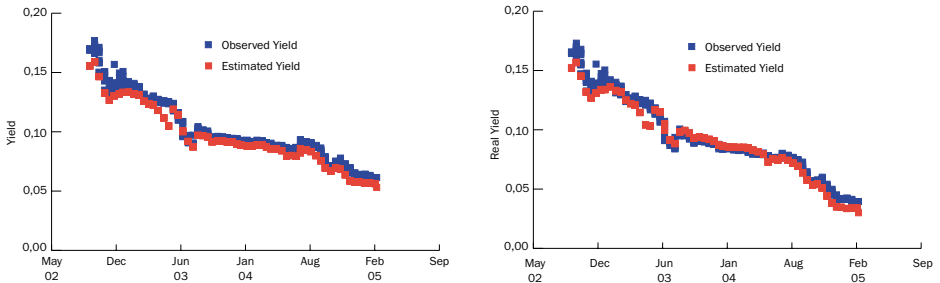 0,20
0,15
0,10
0,05
0,00
Yield
Observed Yield
Estimated Yield
May 02
Dec
Jun 03
Jan 04
Aug
Feb 05
Sep
0,20
0,15
0,10
0,05
0,00
Real Yield
Observed Yield
Estimated Yield
May 02
Dec
Jun 03
Jan 04
Aug
Feb 05
Sep